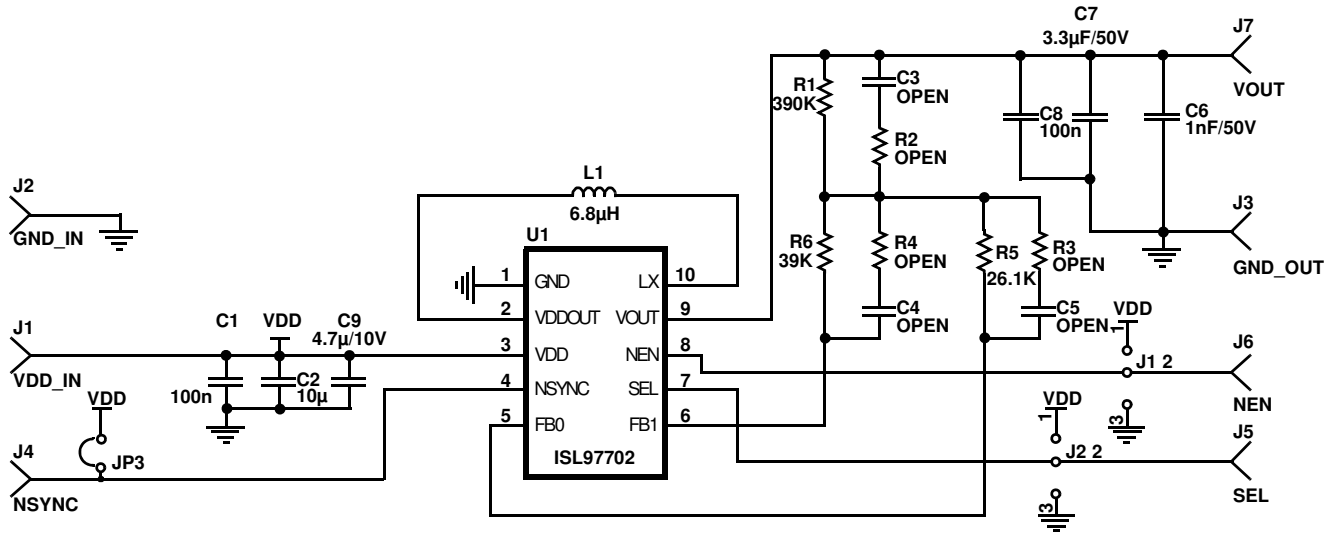 C7
3.3µF/50V
J7
VOUT
R1
390K
C3
OPEN
R2
OPEN
C8
100n
C6
1nF/50V
J2
GND_IN
L1
6.8µH
J3
GND_OUT
U1
R6
39K
R4
OPEN
R5
26.1K
R3
OPEN
C4
OPEN
C5
OPEN
1 GND LX 10
2 VDDOUT VOUT 9
3 VDD NEN 8
4 NSYNC SEL 7
5 FB0 FB1 6
ISL97702
J1
VDD_IN
C1
100n
VDD
C2
10µ
C9
4.7µ/10V
VDD
JP3
J4
NSYNC
VDD
1
J1 2
3
J6
NEN
VDD
1
J2 2
3
J5
SEL